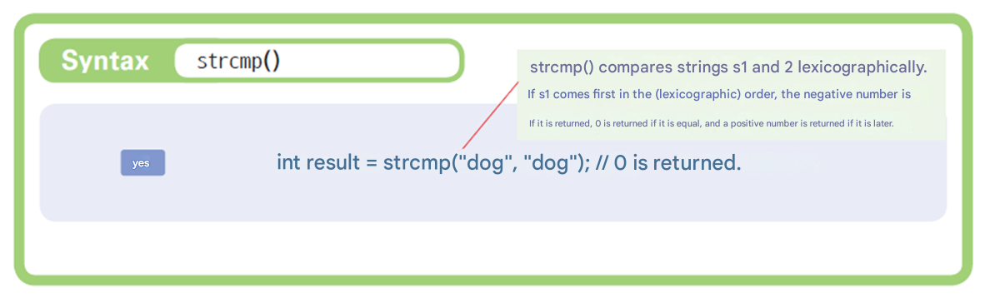 Syntax strcmp()
strcmp() compares strings s1 and 2 lexicographically.
If s1 comes first in the (lexicographic) order, the negative number is
If it is returned, 0 is returned if it is equal, and a positive number is returned if it is later.
yes int result = strcmp("dog", "dog"); // 0 is returned.